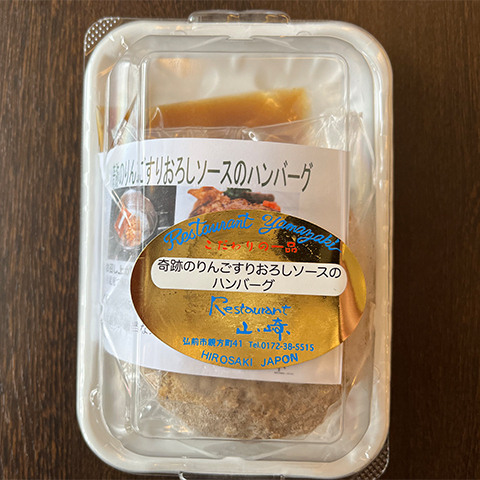 のりんごすりおろしソースのハンバーグ
Restaurant Yamazaki
こだわりの一品
奇跡のりんごすりおろしソースの
ハンバーグ
Restaurant
山崎
弘前市親方町41 Tel.0172-38-5515
HIROSAKI JAPON